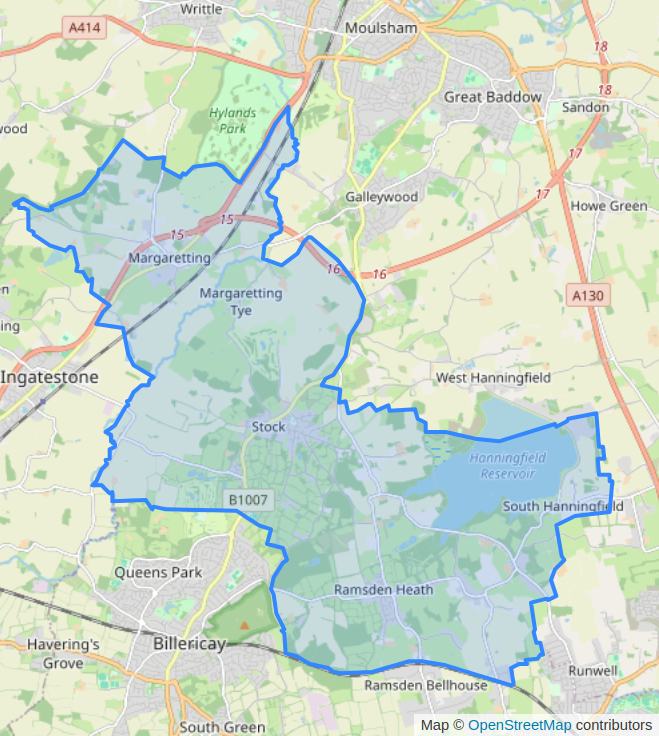 Writtle
A414
Moulsham
18
18
Great Baddow
Sandon
Hylands
Park
wood
17
17
Galleywood
Howe Green
15
15
Margaretting
16
16
Margaretting
Tye
A130
ing
Ingatestone
West Hanningfield
Stock
Hanningfield
Reservoir
B1007
South Hanningfield
Queens Park
Ramsden Heath
Havering's
Grove
Billericay
Runwell
Ramsden Bellhouse
South Green
Map © OpenStreetMap contributors